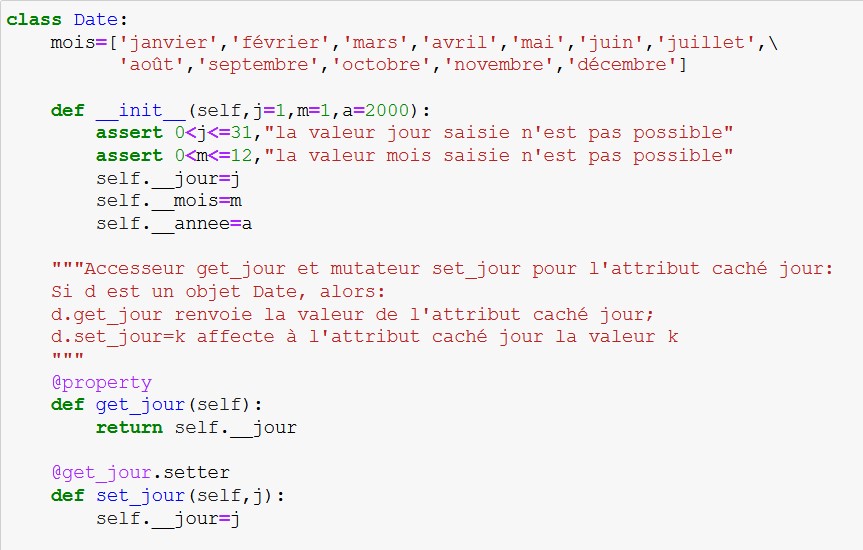 class Date:
    mois=['janvier','février','mars','avril','mai','juin','juillet',\
          'août','septembre','octobre','novembre','décembre']

    def __init__(self,j=1,m=1,a=2000):
        assert 0<j<=31,"la valeur jour saisie n'est pas possible"
        assert 0<m<=12,"la valeur mois saisie n'est pas possible"
        self.__jour=j
        self.__mois=m
        self.__annee=a

    """Accesseur get_jour et mutateur set_jour pour l'attribut caché jour:
    Si d est un objet Date, alors:
    d.get_jour renvoie la valeur de l'attribut caché jour;
    d.set_jour=k affecte à l'attribut caché jour la valeur k
    """
    @property
    def get_jour(self):
        return self.__jour

    @get_jour.setter
    def set_jour(self,j):
        self.__jour=j